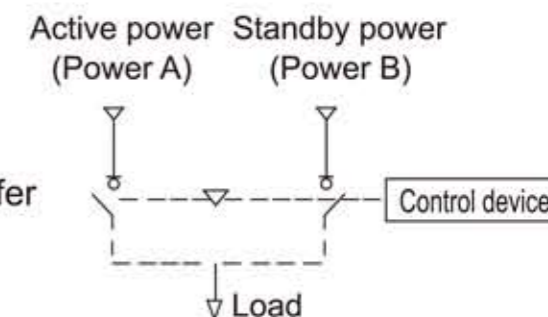 Active power Standby power
(Power A) (Power B)
fer
Control device
Load